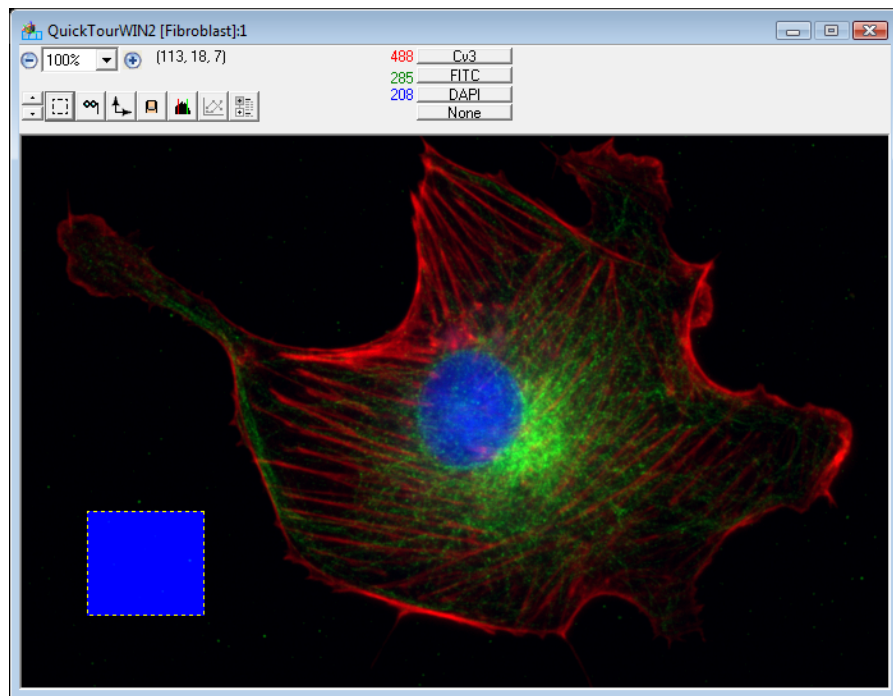 QuickTourWIN2 [Fibroblast]:1
100% (113, 18, 7)
488 Cy3
285 FITC
208 DAPI
None